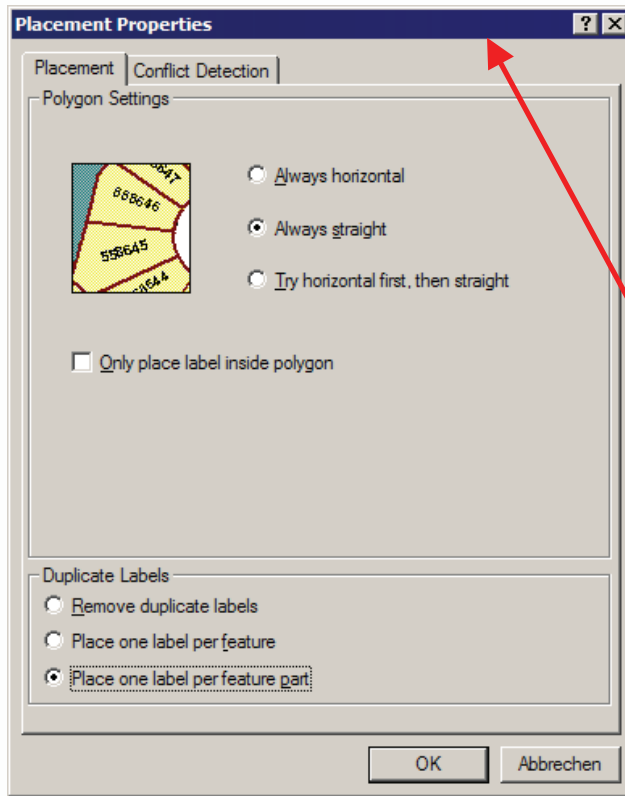 Placement Properties
Placement
Conflict Detection
Polygon Settings
Always horizontal
Always straight
Try horizontal first, then straight
Only place label inside polygon
Duplicate Labels
Remove duplicate labels
Place one label per feature
Place one label per feature part
OK
Abbrechen